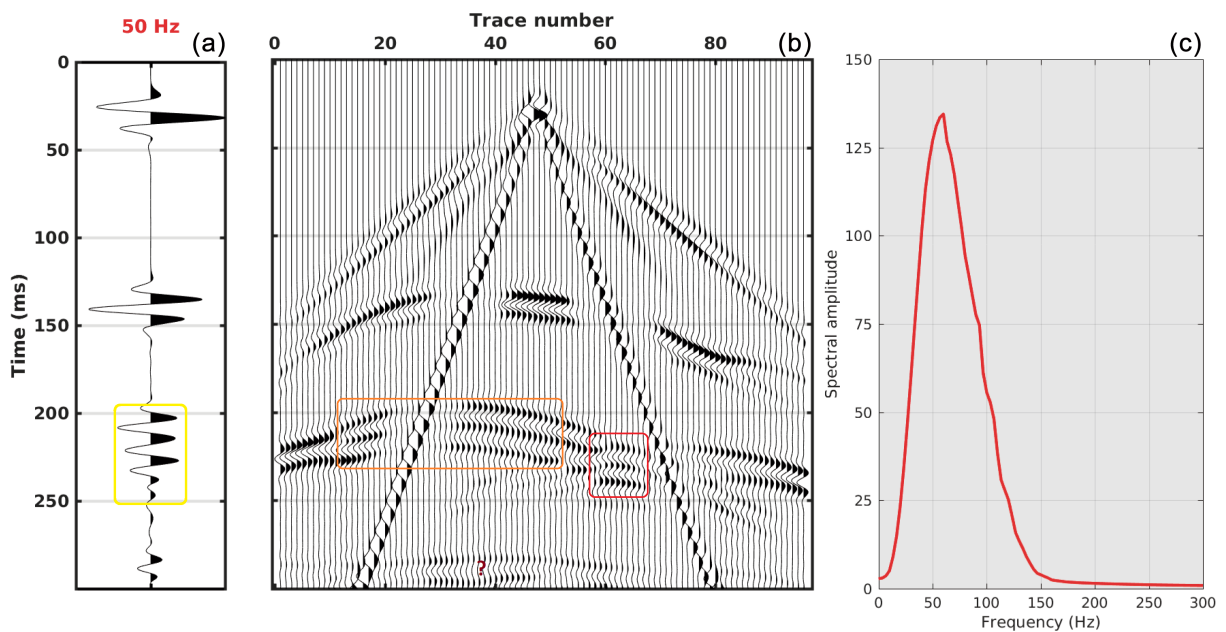 50 Hz
(a)
Time (ms)
0
50
100
150
200
250
Trace number
0 20 40 60 80
(b)
?
(c)
Spectral amplitude
150
125
100
75
50
25
0
0 50 100 150 200 250 300
Frequency (Hz)